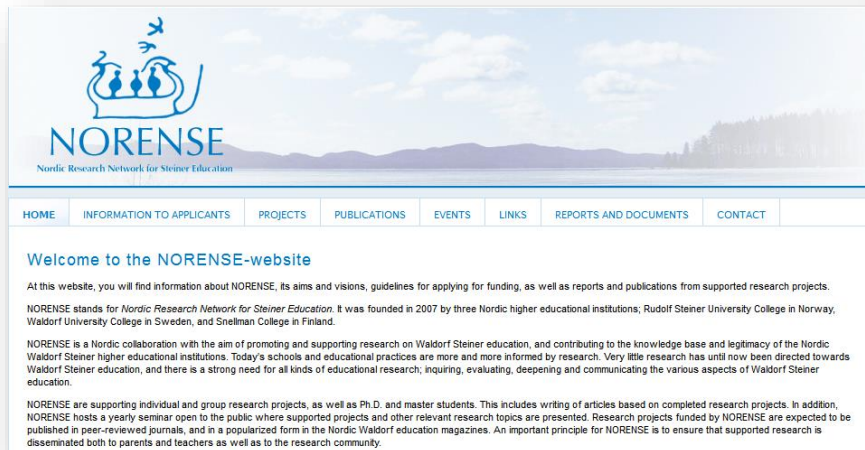 NORENSE
Nordic Research Network for Steiner Education
HOME INFORMATION TO APPLICANTS PROJECTS PUBLICATIONS EVENTS LINKS REPORTS AND DOCUMENTS CONTACT
Welcome to the NORENSE-website
At this website, you will find information about NORENSE, its aims and visions, guidelines for applying for funding, as well as reports and publications from supported research projects.
NORENSE stands for Nordic Research Network for Steiner Education. It was founded in 2007 by three Nordic higher educational institutions; Rudolf Steiner University College in Norway,
Waldorf University College in Sweden, and Snellman College in Finland.
NORENSE is a Nordic collaboration with the aim of promoting and supporting research on Waldorf Steiner education, and contributing to the knowledge base and legitimacy of the Nordic
Waldorf Steiner higher educational institutions. Today's schools and educational practices are more and more informed by research. Very little research has until now been directed towards
Waldorf Steiner education, and there is a strong need for all kinds of educational research; inquiring, evaluating, deepening and communicating the various aspects of Waldorf Steiner
education.
NORENSE are supporting individual and group research projects, as well as Ph.D. and master students. This includes writing of articles based on completed research projects. In addition,
NORENSE hosts a yearly seminar open to the public where supported projects and other relevant research topics are presented. Research projects funded by NORENSE are expected to be
published in peer-reviewed journals, and in a popularized form in the Nordic Waldorf education magazines. An important principle for NORENSE is to ensure that supported research is
disseminated both to parents and teachers as well as to the research community.